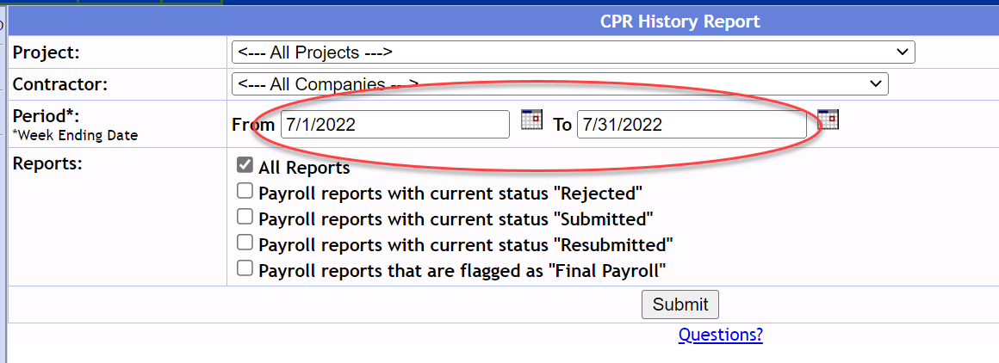 CPR History Report
Project: <--- All Projects --->
Contractor: <--- All Companies --->
Period*:
*Week Ending Date
From 7/1/2022 To 7/31/2022
Reports:
All Reports
Payroll reports with current status "Rejected"
Payroll reports with current status "Submitted"
Payroll reports with current status "Resubmitted"
Payroll reports that are flagged as "Final Payroll"
Submit
Questions?